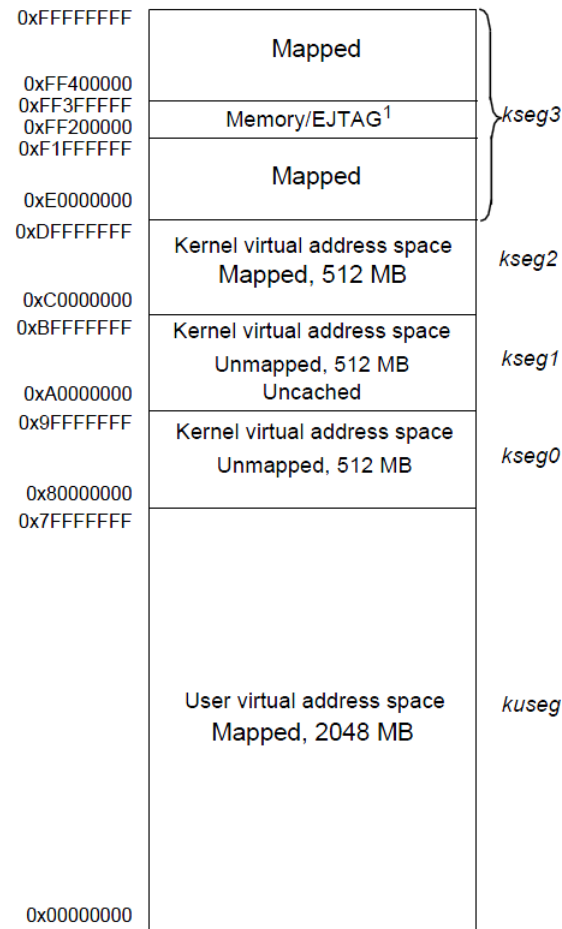 0xFFFFFFFF
Mapped
0xFF400000
0xFF3FFFFF
Memory/EJTAG1
kseg3
0xFF200000
0xF1FFFFFF
Mapped
0xE0000000
0xDFFFFFFF
Kernel virtual address space
Mapped, 512 MB
kseg2
0xC0000000
0xBFFFFFFF
Kernel virtual address space
Unmapped, 512 MB
kseg1
Uncached
0xA0000000
0x9FFFFFFF
Kernel virtual address space
Unmapped, 512 MB
kseg0
0x80000000
0x7FFFFFFF
User virtual address space
kuseg
Mapped, 2048 MB
0x00000000